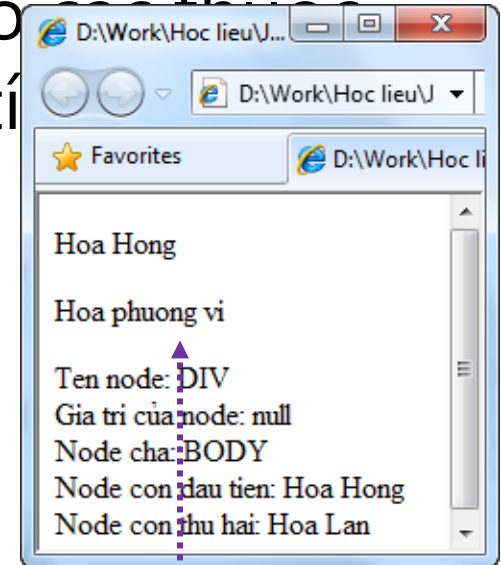 D:\Work\Hoc lieu\J...
D:\Work\Hoc lieu\J
Favorites
D:\Work\Hoc li
Hoa Hong
Hoa phuong vi
Ten node: DIV
Gia tri của node: null
Node cha: BODY
Node con dau tien: Hoa Hong
Node con thu hai: Hoa Lan